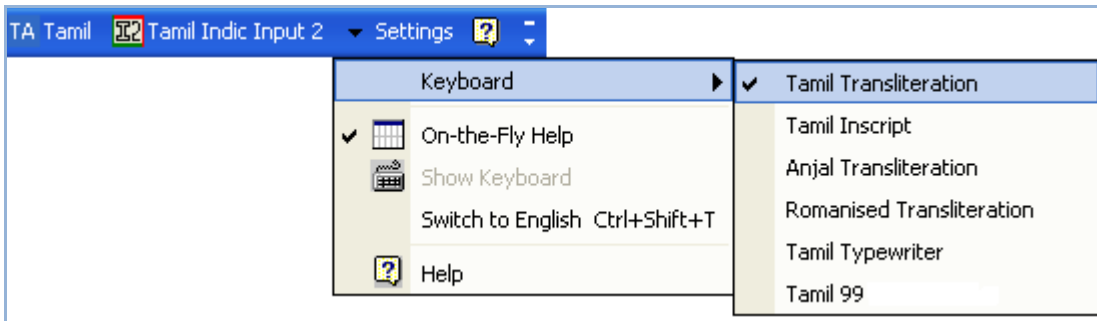 TA Tamil I2 Tamil Indic Input 2 Settings ?
Keyboard
On-the-Fly Help
Show Keyboard
Switch to English Ctrl+Shift+T
? Help
Tamil Transliteration
Tamil Inscript
Anjal Transliteration
Romanised Transliteration
Tamil Typewriter
Tamil 99